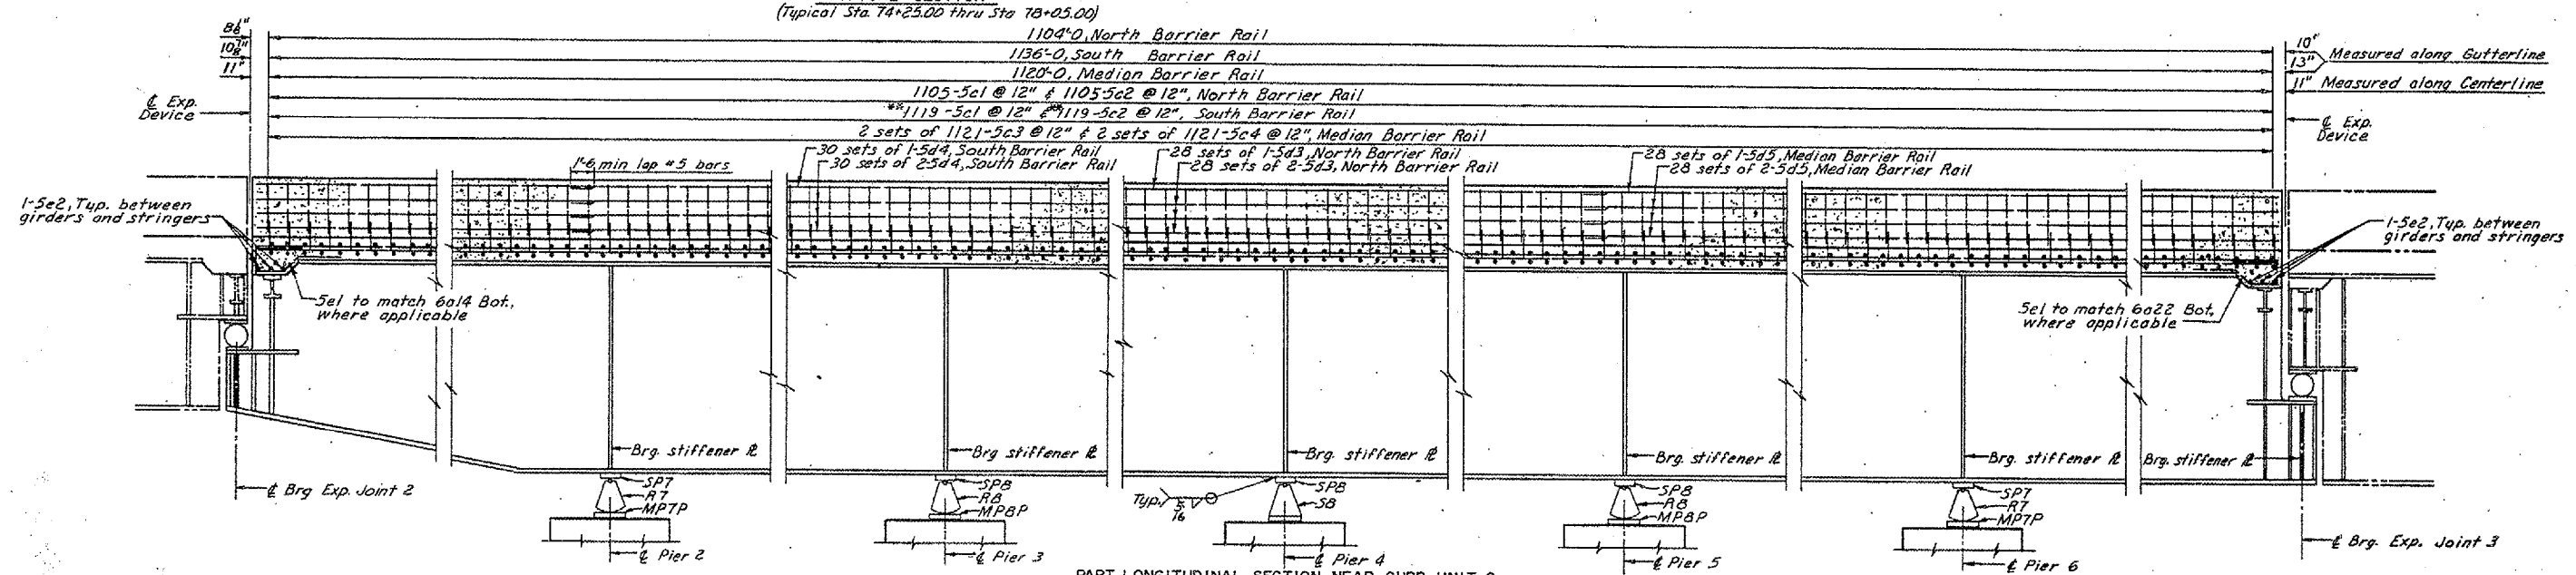 (Typical Sta. 74+25.00 thru Sta 78+05.00)
8⅛"
1104'-0, North Barrier Rail
10"
10⅞"
1136'-0, South Barrier Rail
13"
Measured along Gutterline
11"
1120'-0, Median Barrier Rail
11" Measured along Centerline
1105-5c1 @ 12" & 1105-5c2 @ 12", North Barrier Rail
**1119-5c1 @ 12" & **1119-5c2 @ 12", South Barrier Rail
2 sets of 1121-5c3 @ 12" & 2 sets of 1121-5c4 @ 12", Median Barrier Rail
℄ Exp.
Device
℄ Exp.
Device
1'-6, min lap #5 bars
30 sets of 1-5d4, South Barrier Rail
30 sets of 2-5d4, South Barrier Rail
28 sets of 1-5d3, North Barrier Rail
28 sets of 2-5d3, North Barrier Rail
28 sets of 1-5d5, Median Barrier Rail
28 sets of 2-5d5, Median Barrier Rail
1-5e2, Typ. between
girders and stringers
1-5e2, Typ. between
girders and stringers
5e1 to match 6a14 Bot.,
where applicable
5e1 to match 6a22 Bot,
where applicable
Brg. stiffener ℄
Brg. stiffener ℄
Brg. stiffener ℄
Brg. stiffener ℄
Brg. stiffener ℄
Brg. stiffener ℄
℄ Brg Exp. Joint 2
SP7
R7
MP7P
℄ Pier 2
SP8
R8
MP8P
℄ Pier 3
Typ.
5
16
SP8
S8
℄ Pier 4
SP8
R8
MP8P
℄ Pier 5
SP7
R7
MP7P
℄ Pier 6
℄ Brg. Exp. Joint 3
PART LONGITUDINAL SECTION NEAR CURB UNIT 2